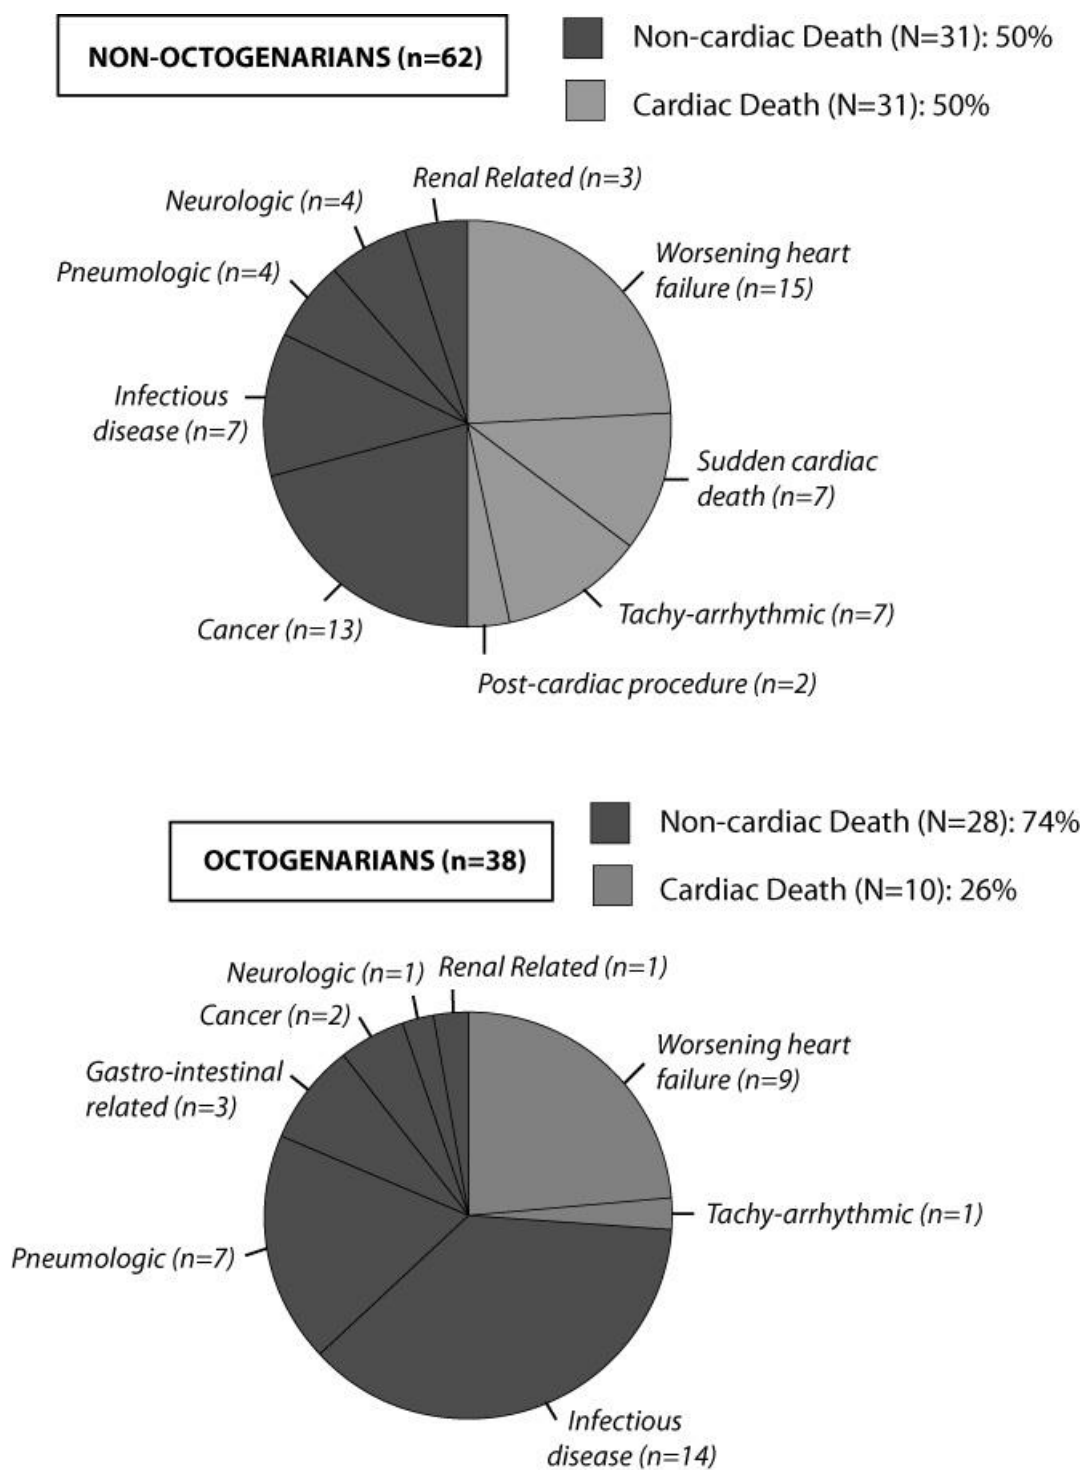 NON-OCTOGENARIANS (n=62)
Non-cardiac Death (N=31): 50%
Cardiac Death (N=31): 50%
Renal Related (n=3)
Neurologic (n=4)
Pneumologic (n=4)
Worsening heart
failure (n=15)
Infectious
disease (n=7)
Sudden cardiac
death (n=7)
Cancer (n=13)
Tachy-arrhythmic (n=7)
Post-cardiac procedure (n=2)
OCTOGENARIANS (n=38)
Non-cardiac Death (N=28): 74%
Cardiac Death (N=10): 26%
Neurologic (n=1)
Renal Related (n=1)
Cancer (n=2)
Gastro-intestinal
related (n=3)
Worsening heart
failure (n=9)
Pneumologic (n=7)
Tachy-arrhythmic (n=1)
Infectious
disease (n=14)